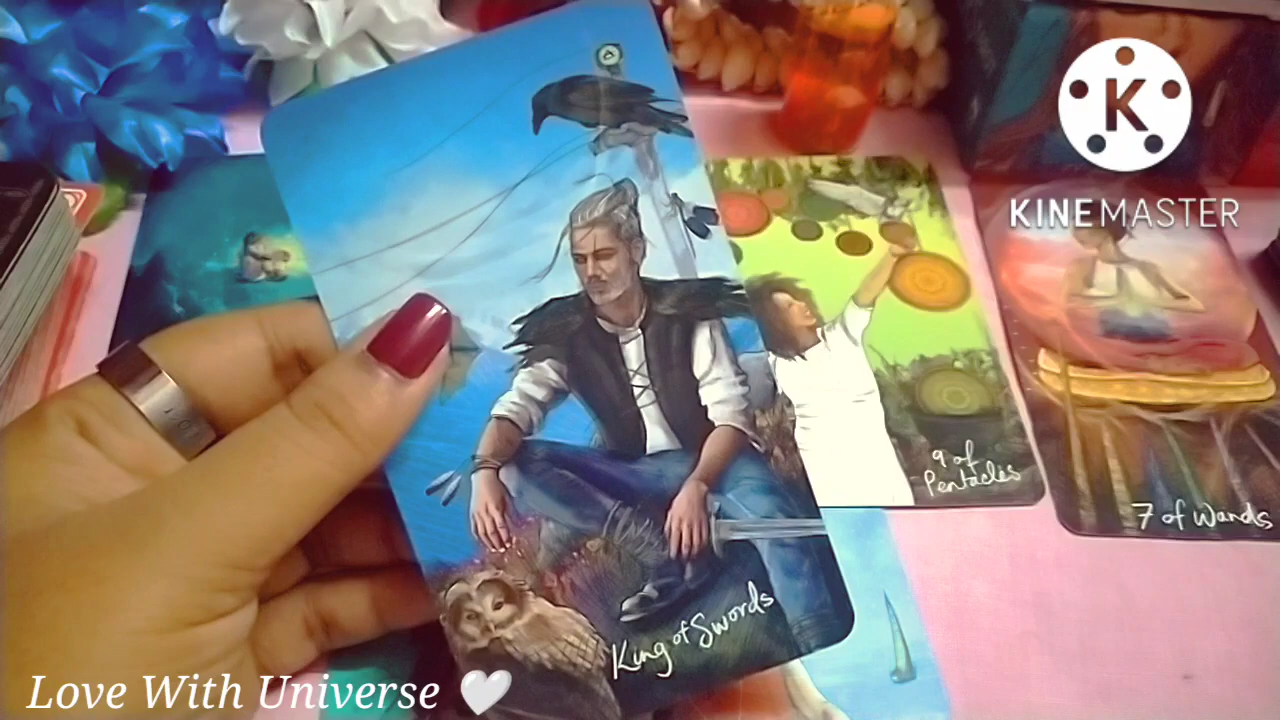 K
KINEMASTER
9 of
Pentacles
7 of Wands
King of Swords
Love With Universe 🤍